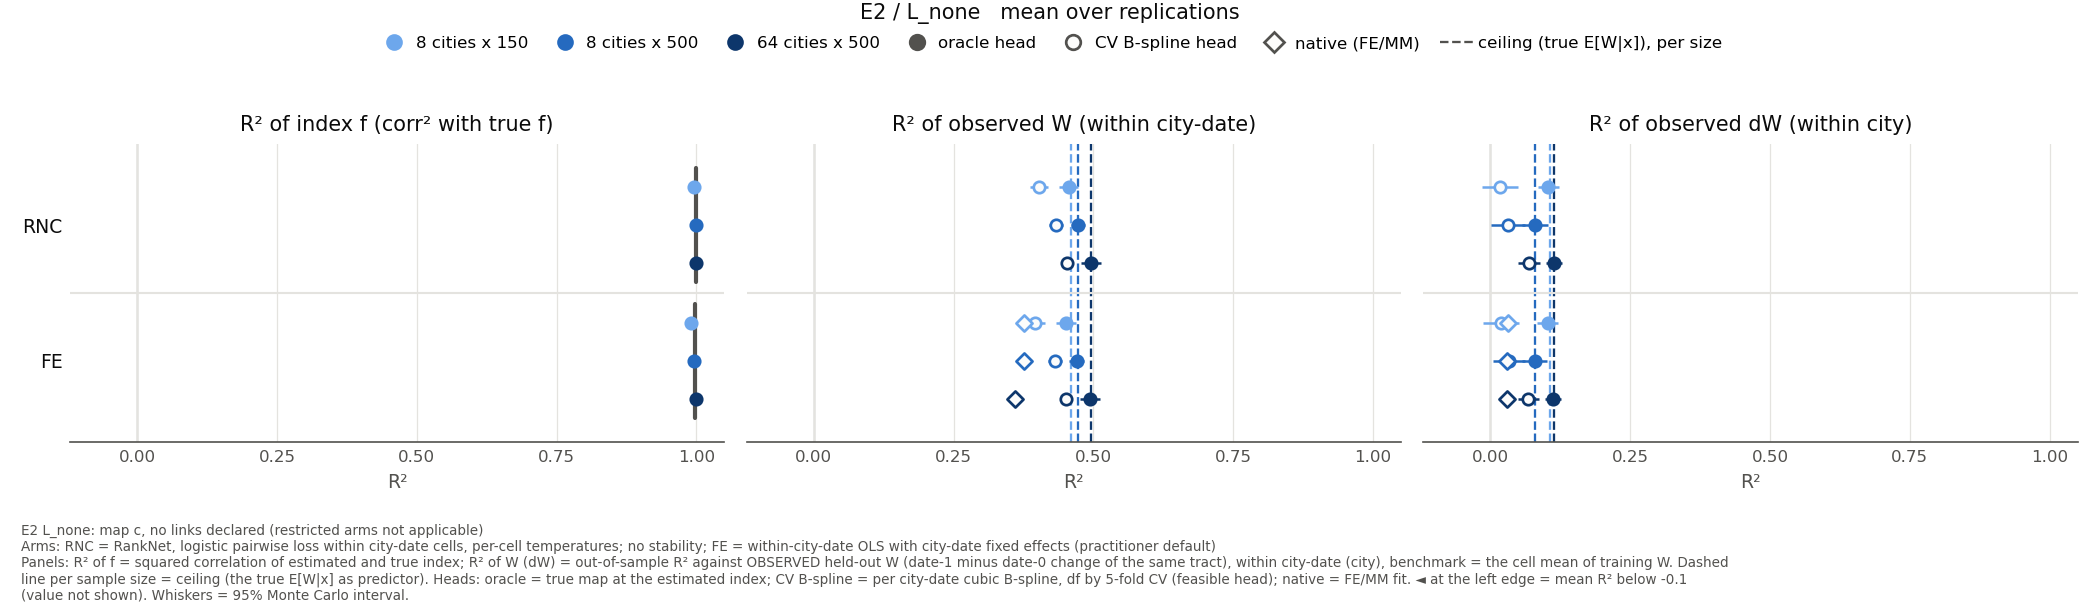 E2 / L_none   mean over replications
8 cities x 150   8 cities x 500   64 cities x 500   oracle head   CV B-spline head   native (FE/MM)   ceiling (true E[W|x]), per size
R² of index f (corr² with true f)   R² of observed W (within city-date)   R² of observed dW (within city)
RNC
FE
0.00   0.25   0.50   0.75   1.00   0.00   0.25   0.50   0.75   1.00   0.00   0.25   0.50   0.75   1.00
R²   R²   R²
E2 L_none: map c, no links declared (restricted arms not applicable)
Arms: RNC = RankNet, logistic pairwise loss within city-date cells, per-cell temperatures; no stability; FE = within-city-date OLS with city-date fixed effects (practitioner default)
Panels: R² of f = squared correlation of estimated and true index; R² of W (dW) = out-of-sample R² against OBSERVED held-out W (date-1 minus date-0 change of the same tract), within city-date (city), benchmark = the cell mean of training W. Dashed
line per sample size = ceiling (the true E[W|x] as predictor). Heads: oracle = true map at the estimated index; CV B-spline = per city-date cubic B-spline, df by 5-fold CV (feasible head); native = FE/MM fit. ◄ at the left edge = mean R² below -0.1
(value not shown). Whiskers = 95% Monte Carlo interval.